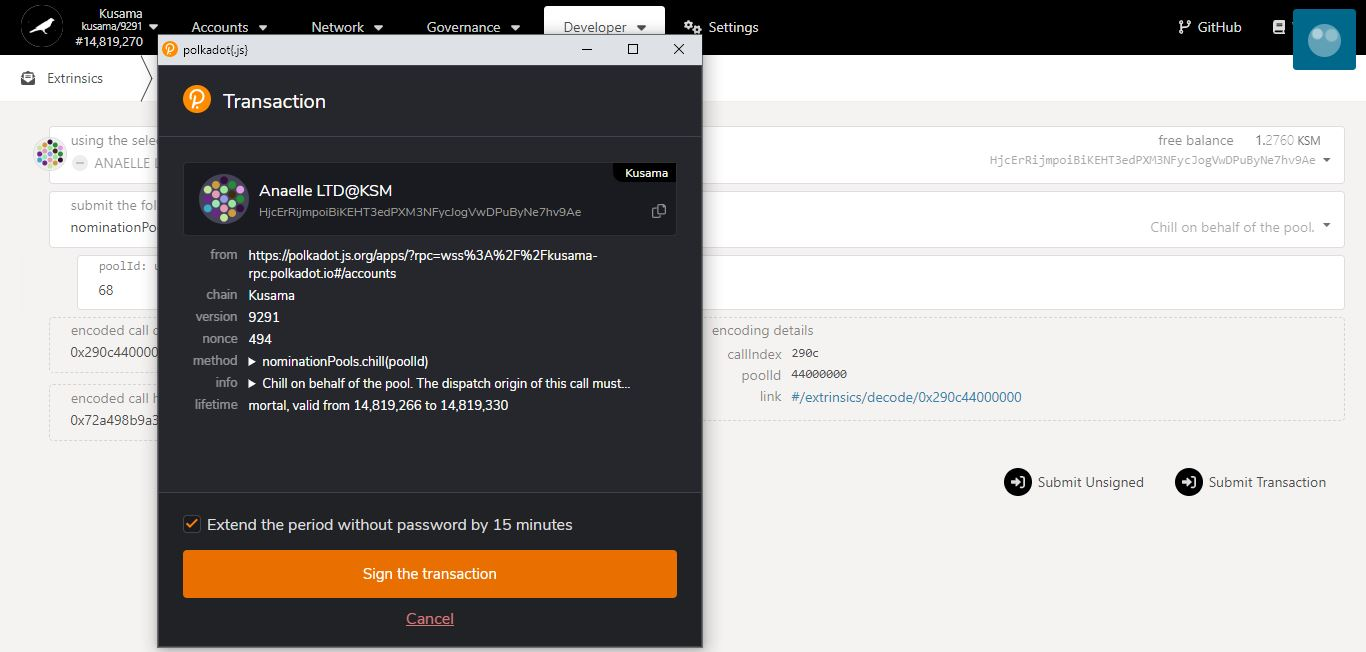 Kusama
kusama/9291
#14,819,270
Accounts
Network
Governance
Developer
Settings
GitHub
polkadot{.js}
Extrinsics
Transaction
using the sele
ANAELLE
free balance 1.2760 KSM
HjcErRijmpoiBiKEHT3edPXM3NFycJogVwDPuByNe7hv9Ae
Kusama
Anaelle LTD@KSM
HjcErRijmpoiBiKEHT3edPXM3NFycJogVwDPuByNe7hv9Ae
submit the fol
nominationPo
Chill on behalf of the pool.
poolId:
68
from https://polkadot.js.org/apps/?rpc=wss%3A%2F%2Fkusama-
rpc.polkadot.io#/accounts
chain Kusama
version 9291
nonce 494
method nominationPools.chill(poolId)
info Chill on behalf of the pool. The dispatch origin of this call must...
lifetime mortal, valid from 14,819,266 to 14,819,330
encoded call
0x290c440000
encoding details
callIndex 290c
poolId 44000000
link #/extrinsics/decode/0x290c44000000
encoded call
0x72a498b9a3
Submit Unsigned
Submit Transaction
Extend the period without password by 15 minutes
Sign the transaction
Cancel